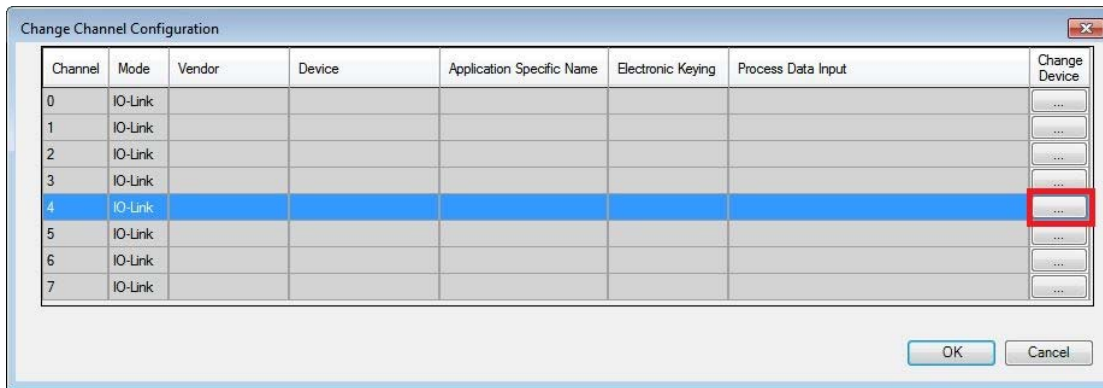 Change Channel Configuration
Channel Mode Vendor Device Application Specific Name Electronic Keying Process Data Input Change Device
0 IO-Link ...
1 IO-Link ...
2 IO-Link ...
3 IO-Link ...
4 IO-Link ...
5 IO-Link ...
6 IO-Link ...
7 IO-Link ...
OK Cancel